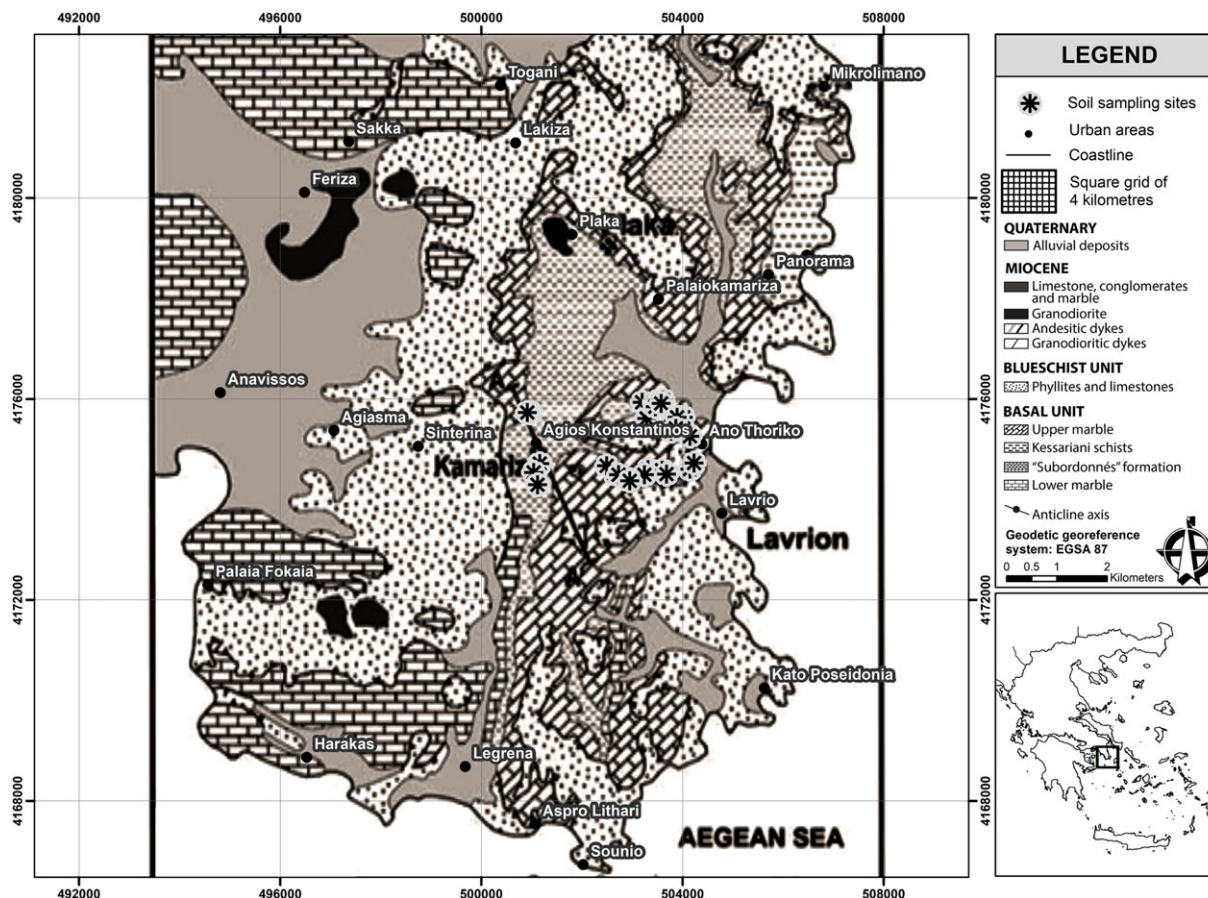 492000 496000 500000 504000 508000
Togani
Mikrolimano
Sakka
Lakiza
Feriza
4180000 4180000
Plaka
Panorama
Palaiokamariza
Anavissos
4176000 4176000
Agiasma
Sinterina
Agios Konstantinos
Ano Thoriko
Lavrio
Lavrion
Palaia Fokaia
4172000 4172000
Kato Poseidonia
Harakas
Legrena
4168000 4168000
Aspro Lithari
Sounio
AEGEAN SEA
492000 496000 500000 504000 508000
LEGEND
Soil sampling sites
Urban areas
Coastline
Square grid of
4 kilometres
QUATERNARY
Alluvial deposits
MIOCENE
Limestone, conglomerates
and marble
Granodiorite
Andesitic dykes
Granodioritic dykes
BLUESCHIST UNIT
Phyllites and limestones
BASAL UNIT
Upper marble
Kessariani schists
"Subordonnés" formation
Lower marble
Anticline axis
Geodetic georeference
system: EGSA 87
0 0.5 1 2
Kilometers